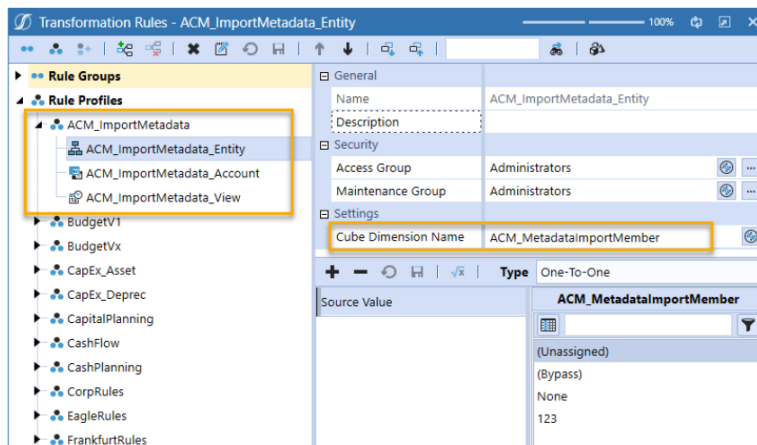 Transformation Rules - ACM_ImportMetadata_Entity
100%
Rule Groups
Rule Profiles
ACM_ImportMetadata
ACM_ImportMetadata_Entity
ACM_ImportMetadata_Account
ACM_ImportMetadata_View
BudgetV1
BudgetVx
CapEx_Asset
CapEx_Deprec
CapitalPlanning
CashFlow
CashPlanning
CorpRules
EagleRules
FrankfurtRules
General
Name ACM_ImportMetadata_Entity
Description
Security
Access Group Administrators
Maintenance Group Administrators
Settings
Cube Dimension Name ACM_MetadataImportMember
Type One-To-One
Source Value ACM_MetadataImportMember
(Unassigned)
(Bypass)
None
123